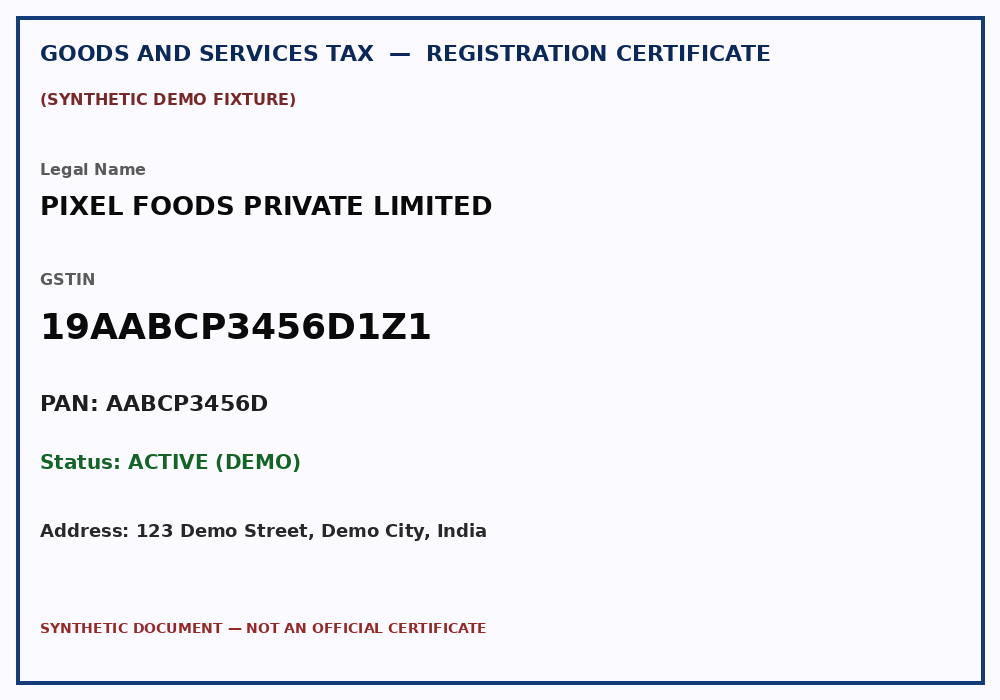 GOODS AND SERVICES TAX — REGISTRATION CERTIFICATE
(SYNTHETIC DEMO FIXTURE)
Legal Name
PIXEL FOODS PRIVATE LIMITED
GSTIN
19AABCP3456D1Z1
PAN: AABCP3456D
Status: ACTIVE (DEMO)
Address: 123 Demo Street, Demo City, India
SYNTHETIC DOCUMENT — NOT AN OFFICIAL CERTIFICATE